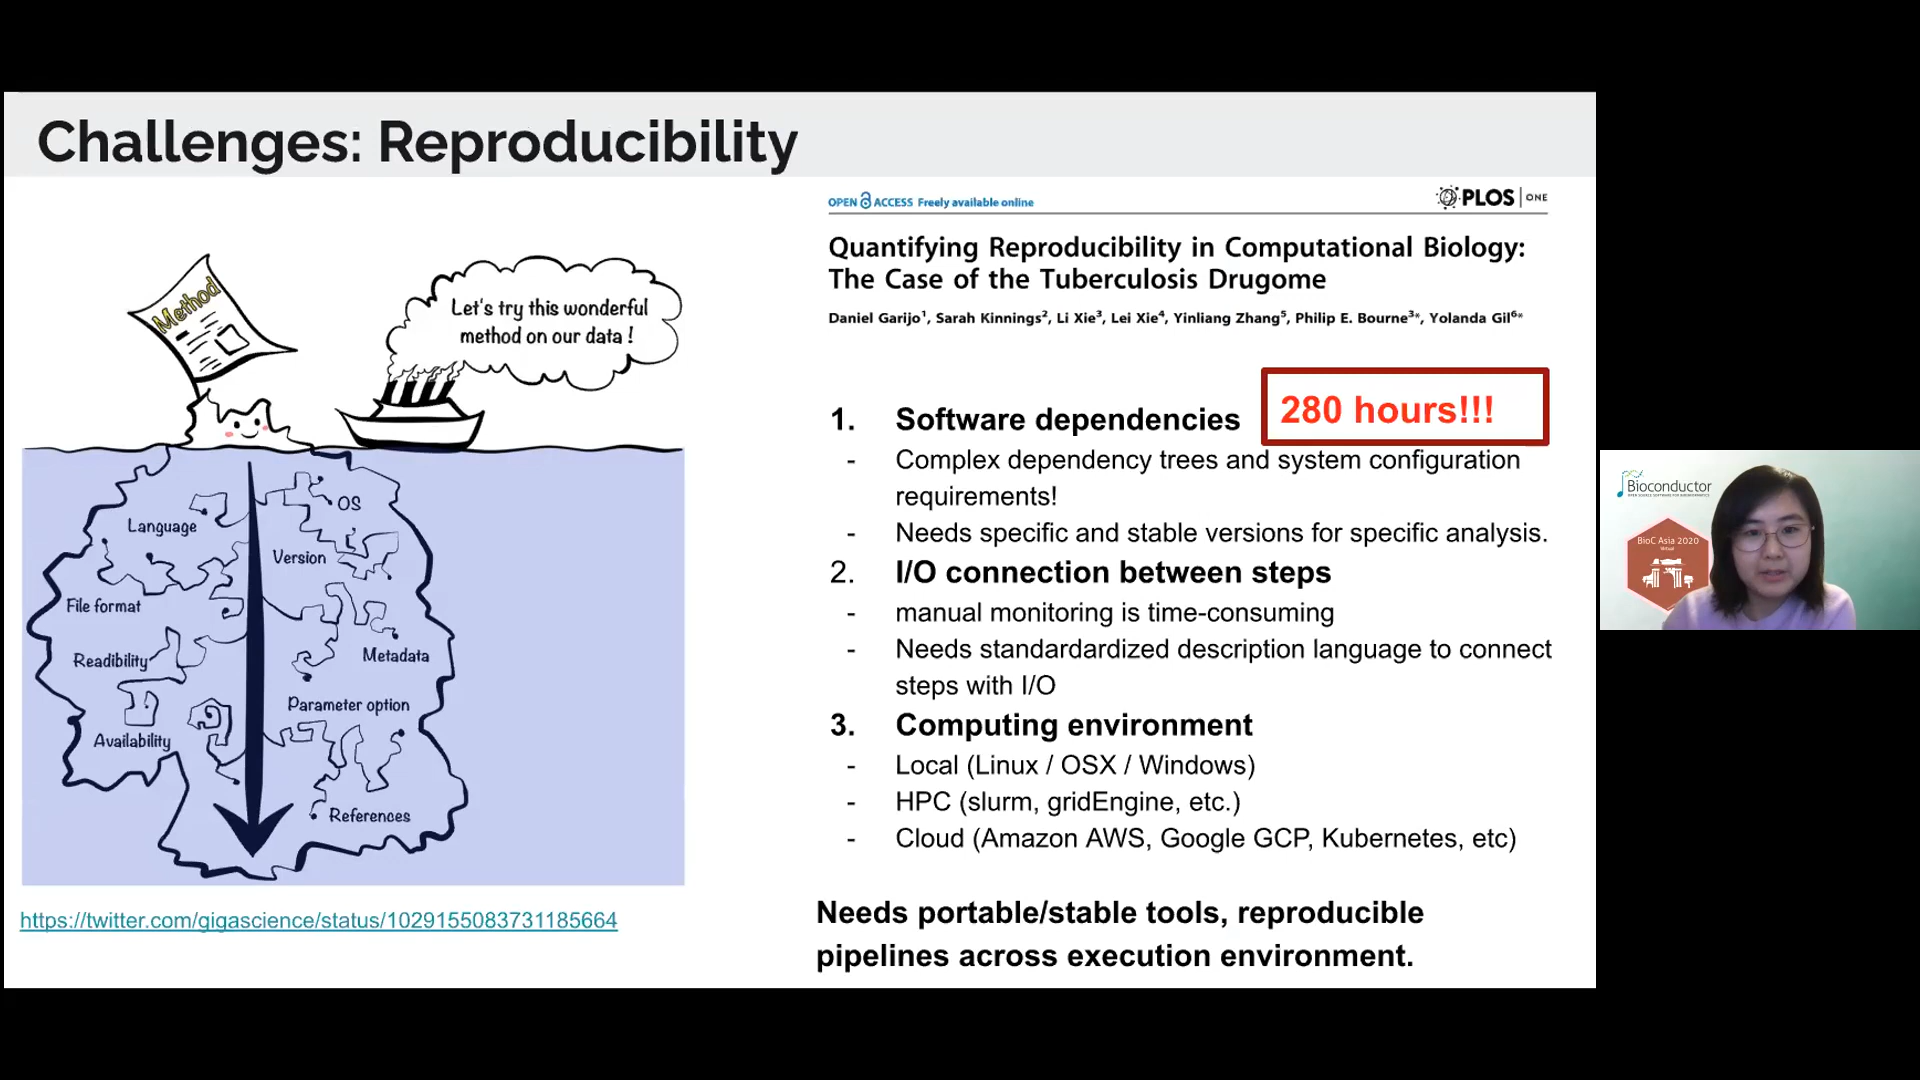 Challenges: Reproducibility
Method
Let's try this wonderful
method on our data !
Language
OS
Version
File format
Readibility
Metadata
Parameter option
Availability
References
https://twitter.com/gigascience/status/1029155083731185664
OPEN ACCESS Freely available online
PLOS | ONE
Quantifying Reproducibility in Computational Biology:
The Case of the Tuberculosis Drugome
Daniel Garijo1, Sarah Kinnings2, Li Xie3, Lei Xie4, Yinliang Zhang5, Philip E. Bourne3*, Yolanda Gil6*
280 hours!!!
1. Software dependencies
- Complex dependency trees and system configuration
requirements!
- Needs specific and stable versions for specific analysis.
2. I/O connection between steps
- manual monitoring is time-consuming
- Needs standardardized description language to connect
steps with I/O
3. Computing environment
- Local (Linux / OSX / Windows)
- HPC (slurm, gridEngine, etc.)
- Cloud (Amazon AWS, Google GCP, Kubernetes, etc)
Needs portable/stable tools, reproducible
pipelines across execution environment.
Bioconductor
OPEN SOURCE SOFTWARE FOR BIOINFORMATICS
BioC Asia 2020
Virtual